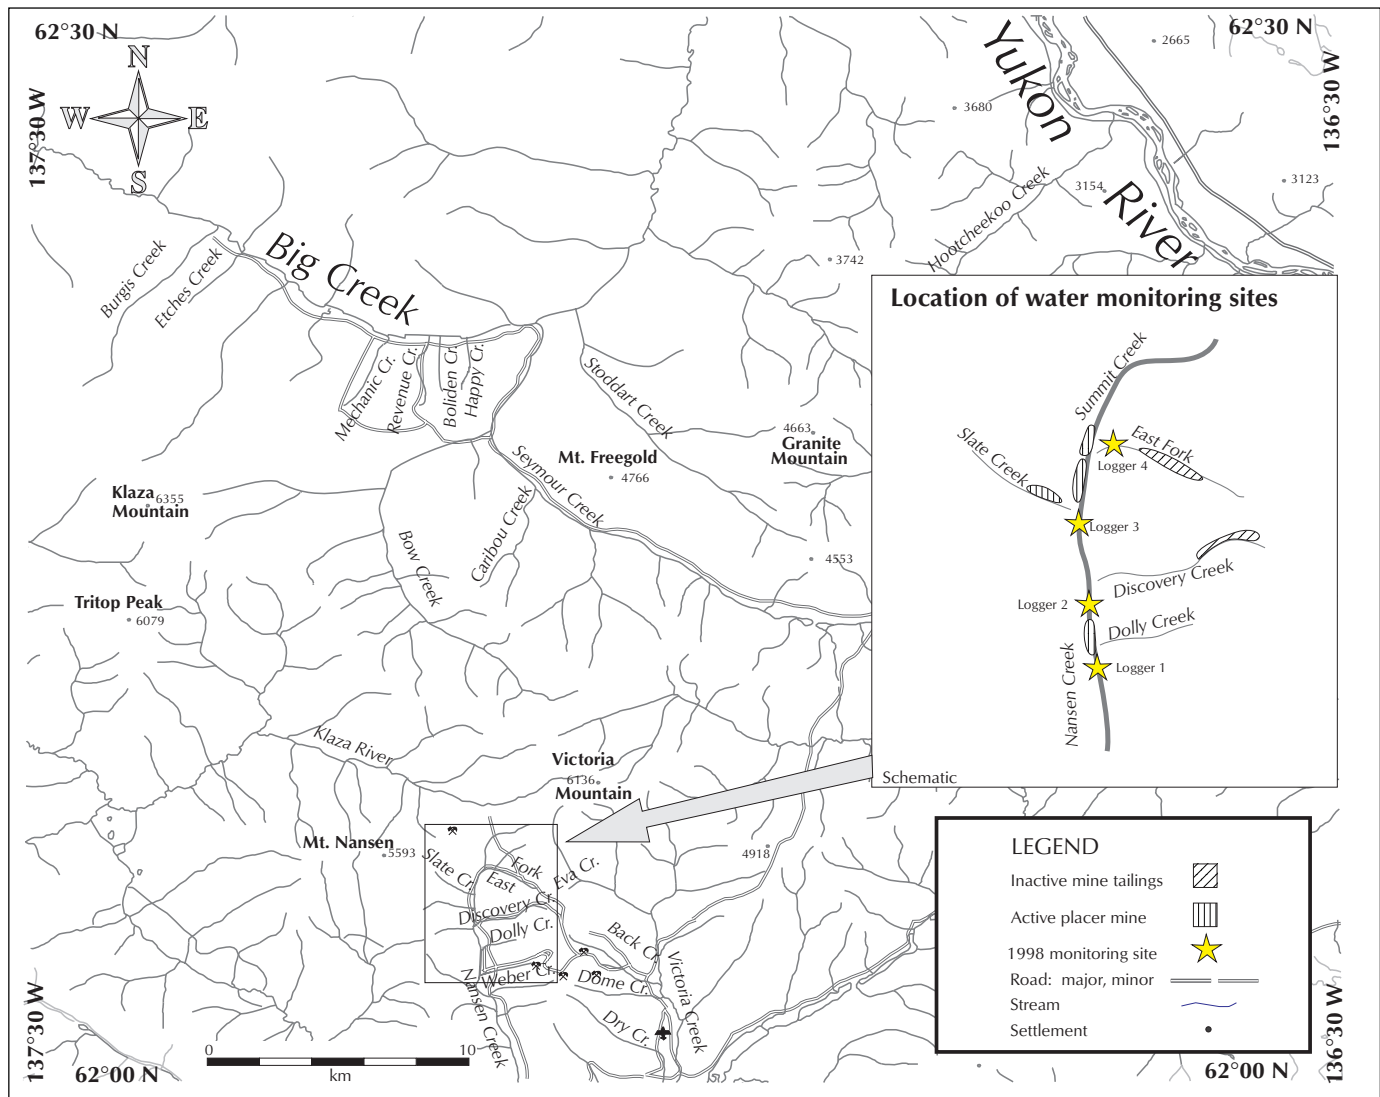 62°30 N
62°30 N
137°30 W
136°30 W
N
W
E
S
Yukon
River
2665
3680
3154
3123
Hootcheekoo Creek
3742
Burgis Creek
Etches Creek
Big Creek
Mechanic Cr.
Revenue Cr.
Boliden Cr.
Happy Cr.
Stoddart Creek
4663
Granite
Mountain
Mt. Freegold
4766
Seymour Creek
Klaza
6355
Mountain
Caribou Creek
Bow Creek
4553
Tritop Peak
6079
Klaza River
Victoria
6136
Mountain
Mt. Nansen
5593
4918
Slate Cr.
East
Fork
Eva Cr.
Discovery Cr.
Dolly Cr.
Back Cr.
Weber Cr.
Dome Cr.
Victoria Creek
Nansen Creek
Dry Cr.
Location of water monitoring sites
Summit Creek
Slate Creek
East Fork
Logger 4
Logger 3
Discovery Creek
Logger 2
Dolly Creek
Nansen Creek
Logger 1
Schematic
LEGEND
Inactive mine tailings
Active placer mine
1998 monitoring site
Road: major, minor
Stream
Settlement
0
10
km
137°30 W
62°00 N
62°00 N
136°30 W